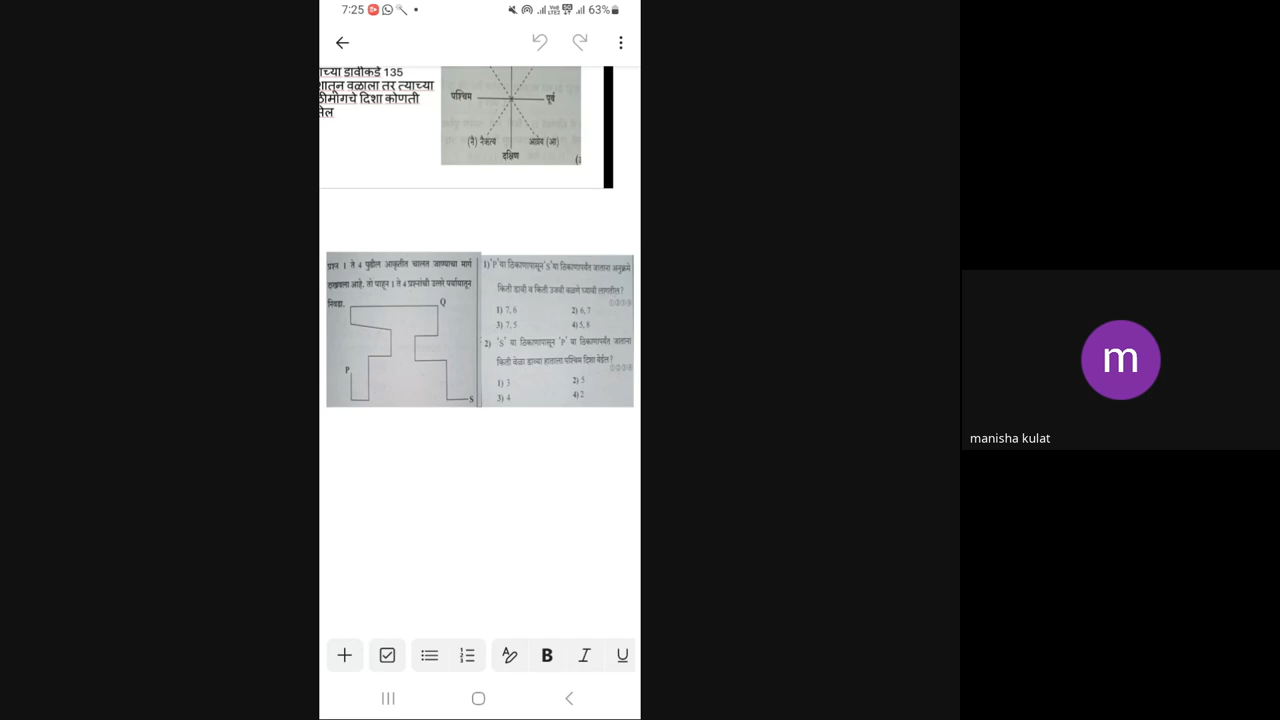 7:25
63%
ाच्या डावीकडे 135
शातून वळाला तर त्याच्या
ठीमागचे दिशा कोणती
सेल
पश्चिम
पूर्व
(नै) नैऋत्य
आग्नेय (आ)
दक्षिण
प्रश्न 1 ते 4 पुढील आकृतीत चालत जाण्याचा मार्ग
दाखवला आहे. तो पाहून 1 ते 4 प्रश्नांची उत्तरे पर्यायातून
निवडा.
Q
P
S
1) 'P' या ठिकाणापासून 'S' या ठिकाणापर्यंत जाताना अनुक्रमे
किती डावी व किती उजवी वळणे घ्यावी लागतील?
①②③④
1) 7, 6
2) 6, 7
3) 7, 5
4) 5, 8
2) 'S' या ठिकाणापासून 'P' या ठिकाणापर्यंत जाताना
किती वेळा डाव्या हाताला पश्चिम दिशा येईल?
①②③④
1) 3
2) 5
3) 4
4) 2
B I U
m
manisha kulat